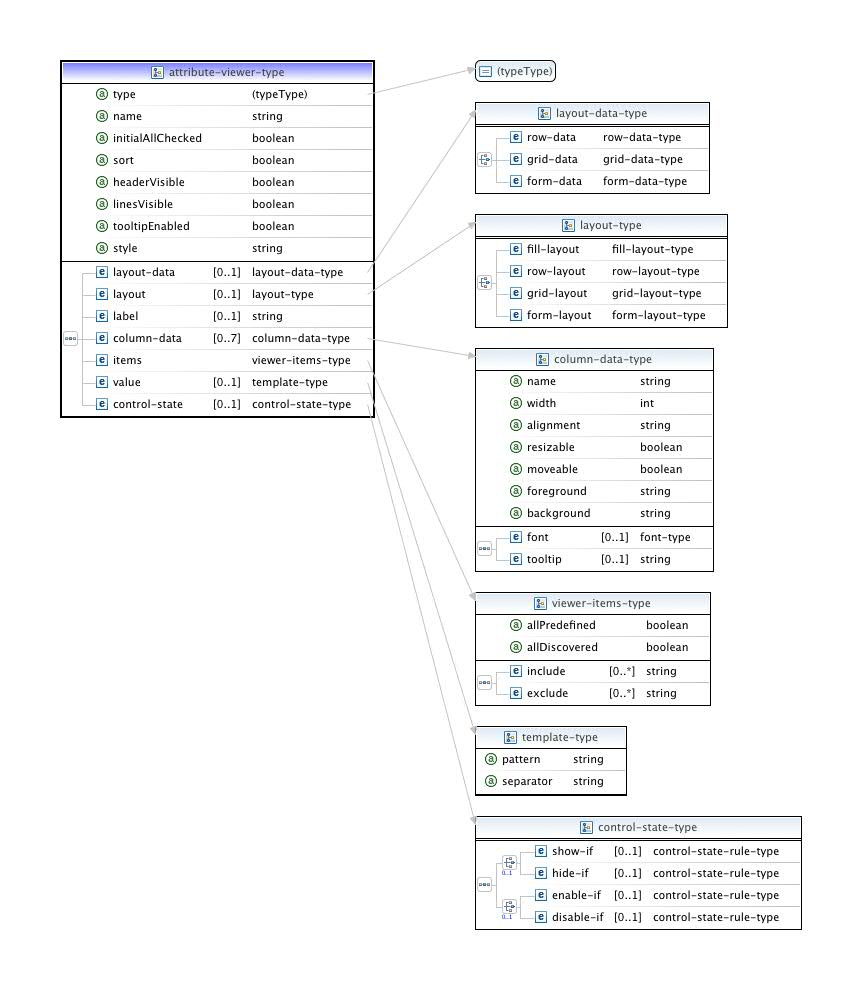 attribute-viewer-type
type (typeType)
name string
initialAllChecked boolean
sort boolean
headerVisible boolean
linesVisible boolean
tooltipEnabled boolean
style string
layout-data [0..1] layout-data-type
layout [0..1] layout-type
label [0..1] string
column-data [0..7] column-data-type
items viewer-items-type
value [0..1] template-type
control-state [0..1] control-state-type
(typeType)
layout-data-type
row-data row-data-type
grid-data grid-data-type
form-data form-data-type
layout-type
fill-layout fill-layout-type
row-layout row-layout-type
grid-layout grid-layout-type
form-layout form-layout-type
column-data-type
name string
width int
alignment string
resizable boolean
moveable boolean
foreground string
background string
font [0..1] font-type
tooltip [0..1] string
viewer-items-type
allPredefined boolean
allDiscovered boolean
include [0..*] string
exclude [0..*] string
template-type
pattern string
separator string
control-state-type
show-if [0..1] control-state-rule-type
0..1
hide-if [0..1] control-state-rule-type
enable-if [0..1] control-state-rule-type
0..1
disable-if [0..1] control-state-rule-type